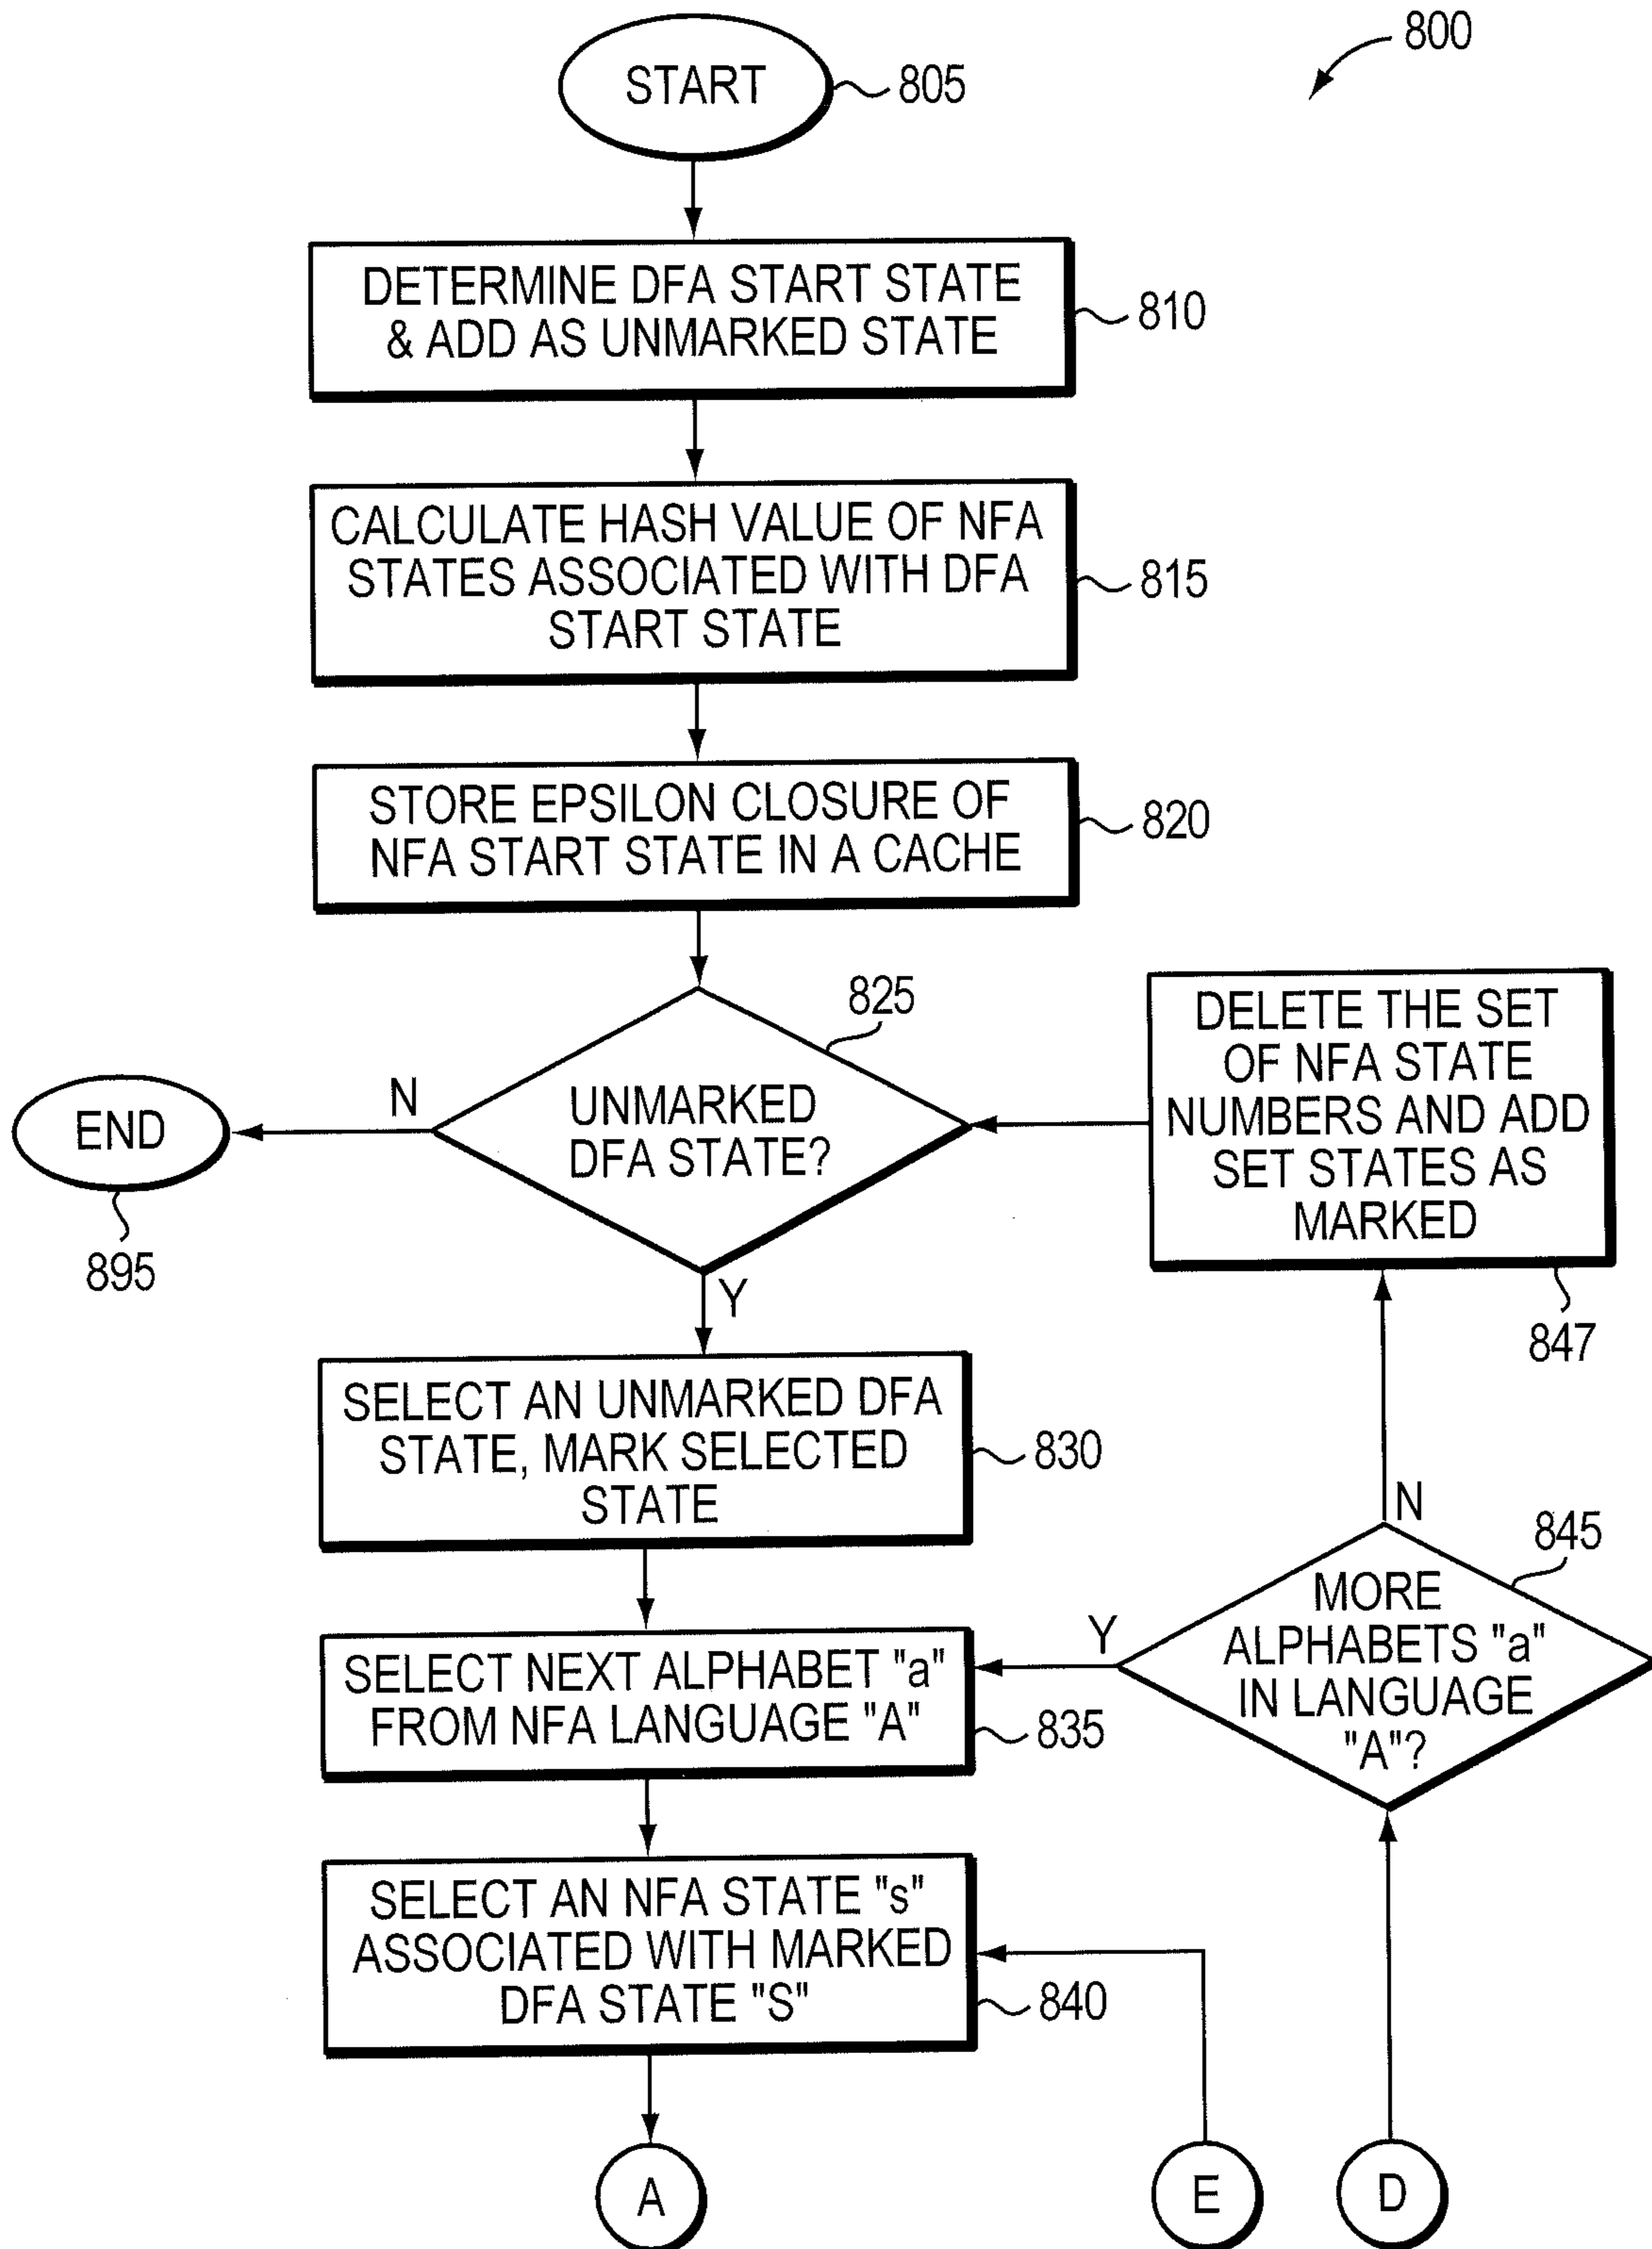 800
START
805
DETERMINE DFA START STATE
& ADD AS UNMARKED STATE
810
CALCULATE HASH VALUE OF NFA
STATES ASSOCIATED WITH DFA
START STATE
815
STORE EPSILON CLOSURE OF
NFA START STATE IN A CACHE
820
825
UNMARKED
DFA STATE?
N
END
895
Y
DELETE THE SET
OF NFA STATE
NUMBERS AND ADD
SET STATES AS
MARKED
847
SELECT AN UNMARKED DFA
STATE, MARK SELECTED
STATE
830
N
845
MORE
ALPHABETS "a"
IN LANGUAGE
"A"?
Y
SELECT NEXT ALPHABET "a"
FROM NFA LANGUAGE "A"
835
SELECT AN NFA STATE "s"
ASSOCIATED WITH MARKED
DFA STATE "S"
840
A
E
D